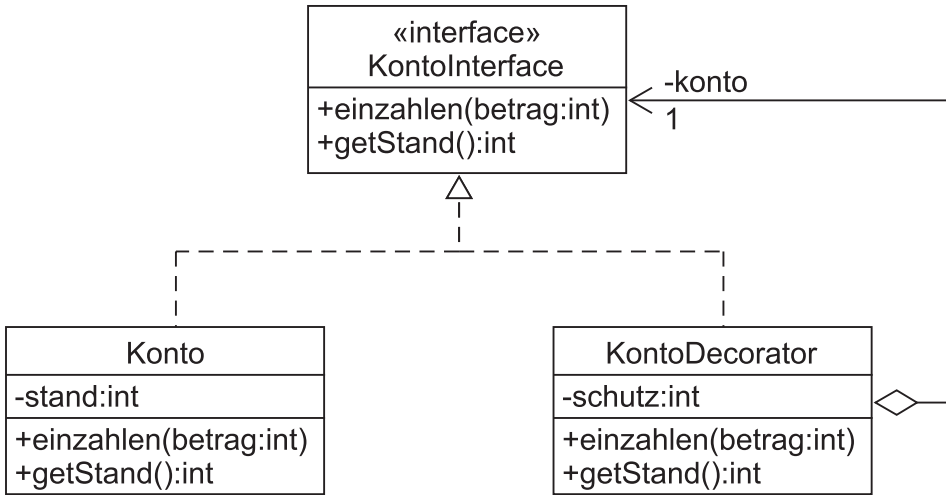 «interface»
KontoInterface
+einzahlen(betrag:int)
+getStand():int
-konto
1
Konto
-stand:int
+einzahlen(betrag:int)
+getStand():int
KontoDecorator
-schutz:int
+einzahlen(betrag:int)
+getStand():int